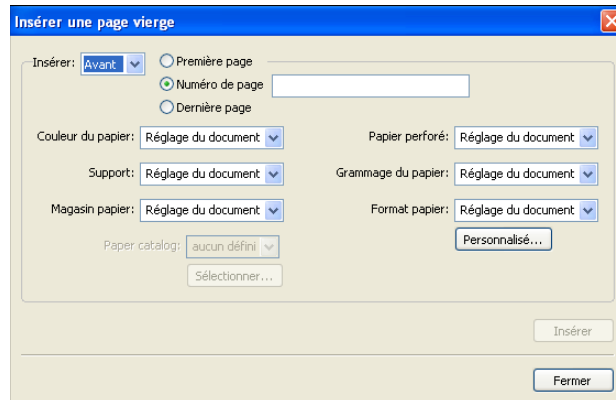 Insérer une page vierge
Insérer: Avant
Première page
Numéro de page
Dernière page
Couleur du papier: Réglage du document
Papier perforé: Réglage du document
Support: Réglage du document
Grammage du papier: Réglage du document
Magasin papier: Réglage du document
Format papier: Réglage du document
Paper catalog: aucun défini
Personnalisé...
Sélectionner...
Insérer
Fermer